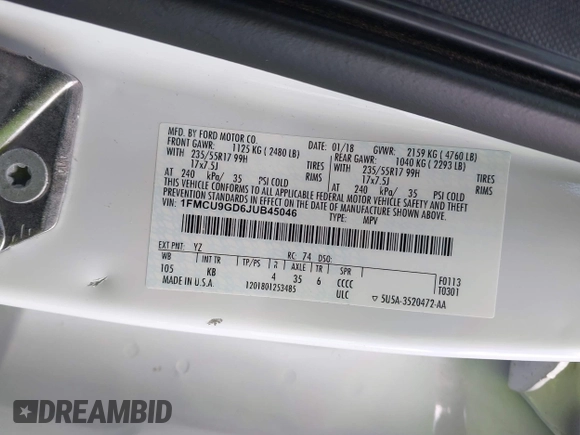 MFD. BY FORD MOTOR CO.
01/18 GVWR: 2159 KG ( 4760 LB)
FRONT GAWR: 1125 KG ( 2480 LB) REAR GAWR: 1040 KG ( 2293 LB)
WITH 235/55R17 99H TIRES WITH 235/55R17 99H TIRES
17x7.5J RIMS 17x7.5J RIMS
AT 240 kPa/ 35 PSI COLD AT 240 kPa/ 35 PSI COLD
THIS VEHICLE CONFORMS TO ALL APPLICABLE FEDERAL MOTOR VEHICLE SAFETY AND THEFT
PREVENTION STANDARDS IN EFFECT ON THE DATE OF MANUFACTURE SHOWN ABOVE.
VIN: 1FMCU9GD6JUB45046
TYPE: MPV
EXT PNT: YZ RC: 74 DSO:
WB INT TR TP/PS R AXLE TR SPR F0113
105 KB 4 35 6 CCCC T0301
MADE IN U.S.A. 1201801253485 ULC ▽ 5U5A-3520472-AA
DREAMBID